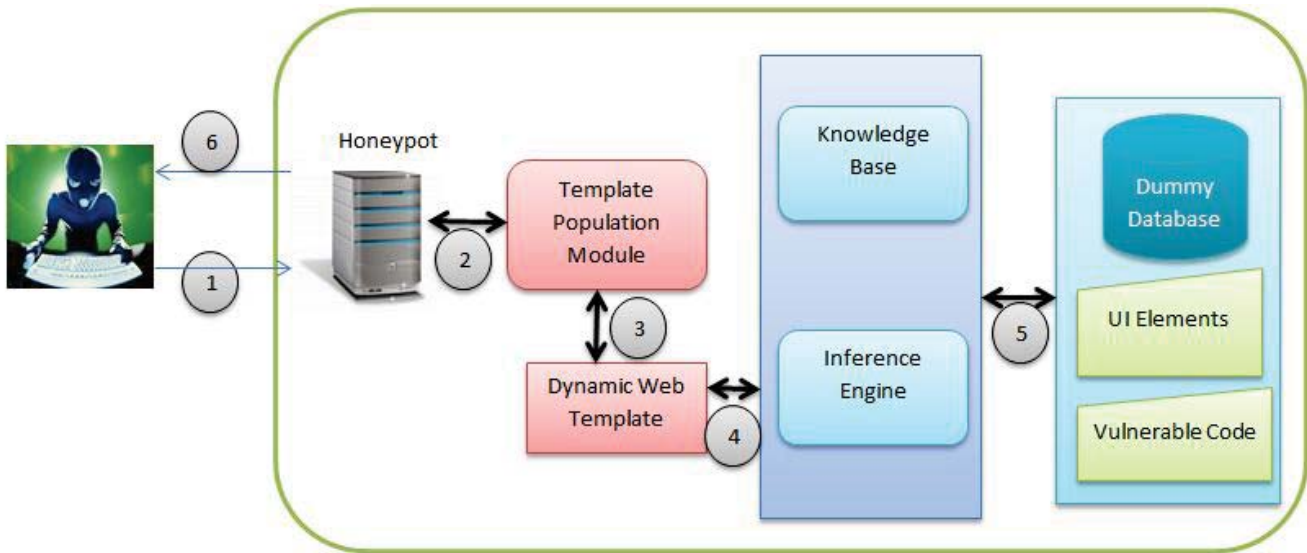 6
Honeypot
1
2
Template
Population
Module
3
Dynamic Web
Template
4
Knowledge
Base
Inference
Engine
5
Dummy
Database
UI Elements
Vulnerable Code